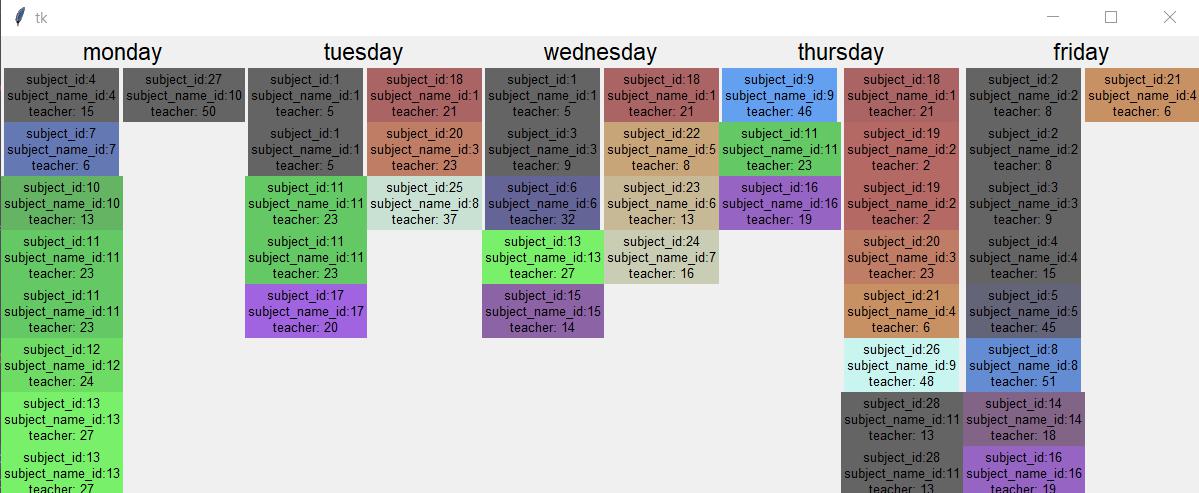 tk
monday
tuesday
wednesday
thursday
friday
subject_id:4
subject_name_id:4
teacher: 15
subject_id:7
subject_name_id:7
teacher: 6
subject_id:10
subject_name_id:10
teacher: 13
subject_id:11
subject_name_id:11
teacher: 23
subject_id:11
subject_name_id:11
teacher: 23
subject_id:12
subject_name_id:12
teacher: 24
subject_id:13
subject_name_id:13
teacher: 27
subject_id:13
subject_name_id:13
teacher: 27
subject_id:27
subject_name_id:10
teacher: 50
subject_id:1
subject_name_id:1
teacher: 5
subject_id:1
subject_name_id:1
teacher: 5
subject_id:11
subject_name_id:11
teacher: 23
subject_id:11
subject_name_id:11
teacher: 23
subject_id:17
subject_name_id:17
teacher: 20
subject_id:18
subject_name_id:1
teacher: 21
subject_id:20
subject_name_id:3
teacher: 23
subject_id:25
subject_name_id:8
teacher: 37
subject_id:1
subject_name_id:1
teacher: 5
subject_id:3
subject_name_id:3
teacher: 9
subject_id:6
subject_name_id:6
teacher: 32
subject_id:13
subject_name_id:13
teacher: 27
subject_id:15
subject_name_id:15
teacher: 14
subject_id:18
subject_name_id:1
teacher: 21
subject_id:22
subject_name_id:5
teacher: 8
subject_id:23
subject_name_id:6
teacher: 13
subject_id:24
subject_name_id:7
teacher: 16
subject_id:9
subject_name_id:9
teacher: 46
subject_id:11
subject_name_id:11
teacher: 23
subject_id:16
subject_name_id:16
teacher: 19
subject_id:18
subject_name_id:1
teacher: 21
subject_id:19
subject_name_id:2
teacher: 2
subject_id:19
subject_name_id:2
teacher: 2
subject_id:20
subject_name_id:3
teacher: 23
subject_id:21
subject_name_id:4
teacher: 6
subject_id:26
subject_name_id:9
teacher: 48
subject_id:28
subject_name_id:11
teacher: 13
subject_id:28
subject_name_id:11
teacher: 13
subject_id:2
subject_name_id:2
teacher: 8
subject_id:2
subject_name_id:2
teacher: 8
subject_id:3
subject_name_id:3
teacher: 9
subject_id:4
subject_name_id:4
teacher: 15
subject_id:5
subject_name_id:5
teacher: 45
subject_id:8
subject_name_id:8
teacher: 51
subject_id:14
subject_name_id:14
teacher: 18
subject_id:16
subject_name_id:16
teacher: 19
subject_id:21
subject_name_id:4
teacher: 6